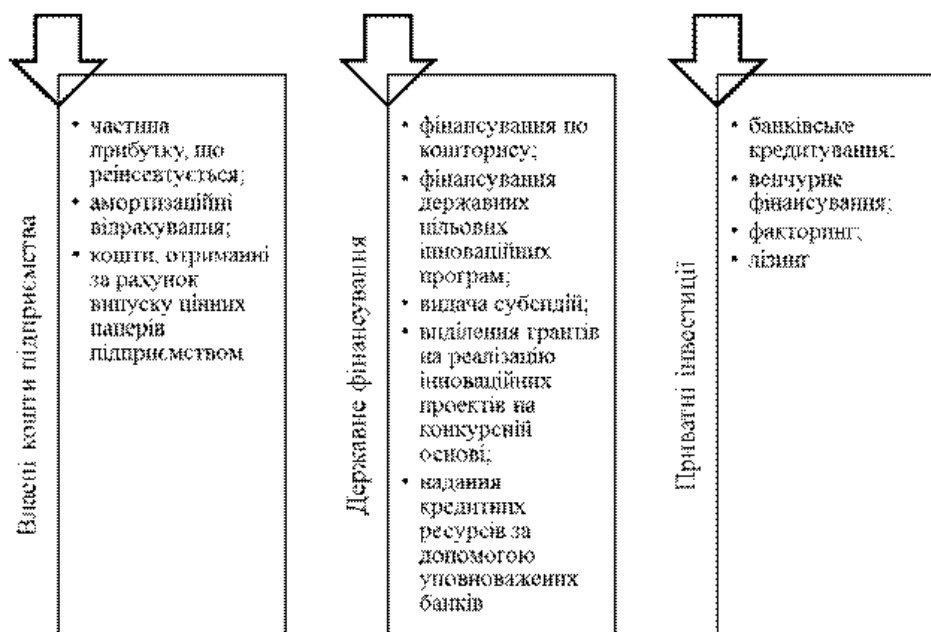 Власні кошти підприємства
• частина
прибутку, що
реінсевтується;
• амортизаційні
відрахування;
• кошти, отриманні
за рахунок
випуску цінних
паперів
підприємством
Державне фінансування
• фінансування по
кошторису;
• фінансування
державних
цільових
інноваційних
програм;
• видача субсидій;
• виділення грантів
на реалізацію
інноваційних
проектів на
конкурсній
основі;
• надання
кредитних
ресурсів за
допомогою
уповноважених
банків
Приватні інвестиції
• банківське
кредитування;
• венчурне
фінансування;
• факторинг;
• лізинг